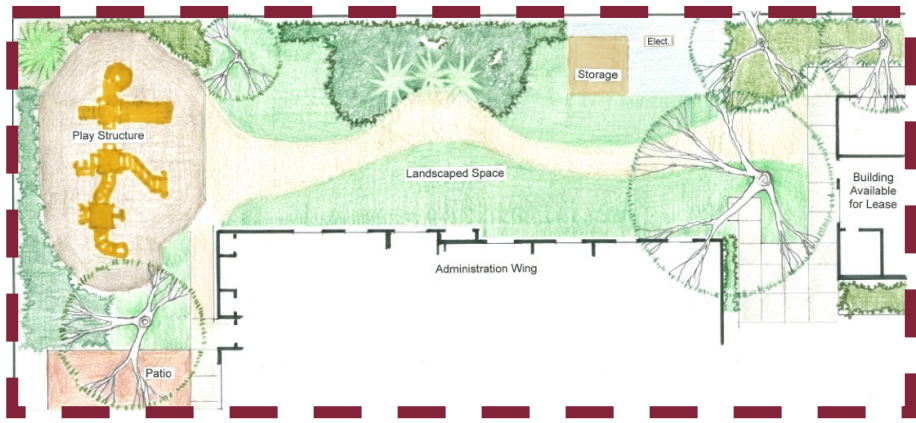 Elect.
Storage
Play Structure
Landscaped Space
Building
Available
for Lease
Administration Wing
Patio